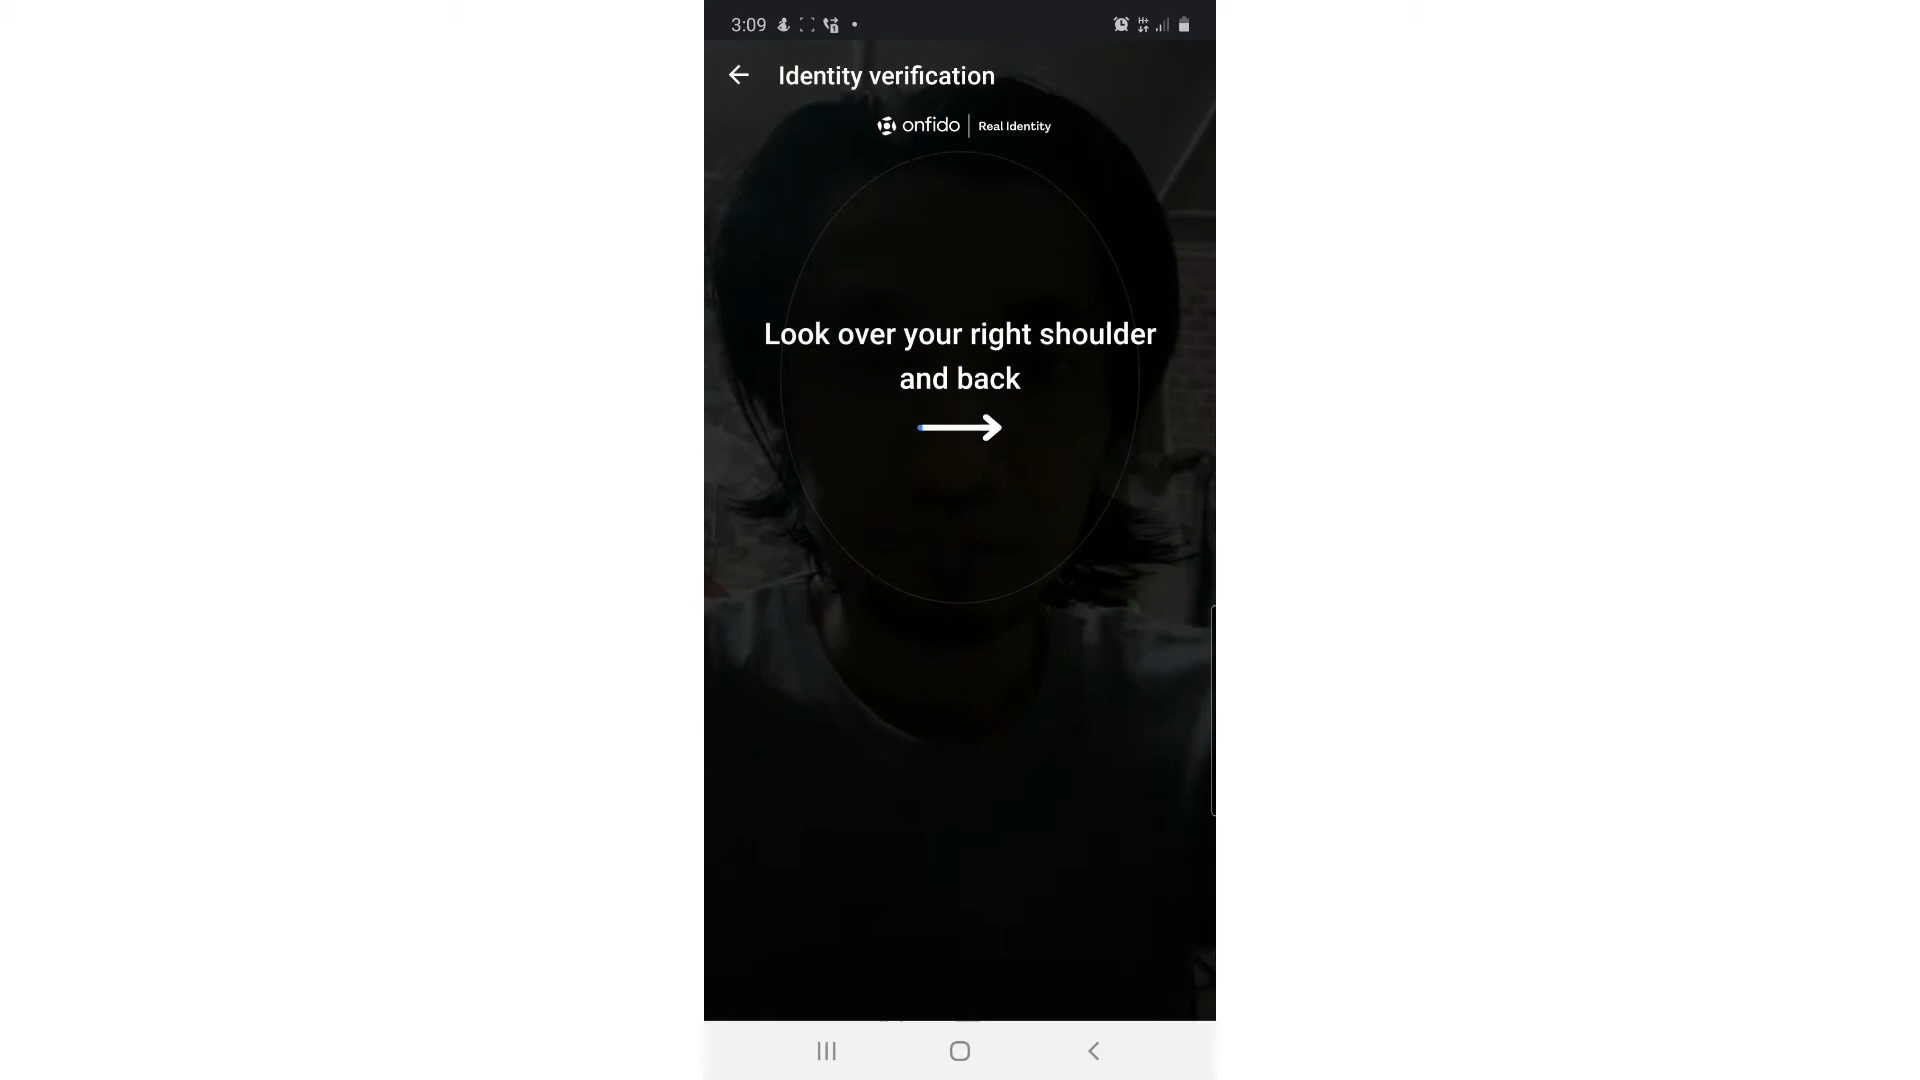 3:09
Identity verification
onfido | Real Identity
Look over your right shoulder
and back